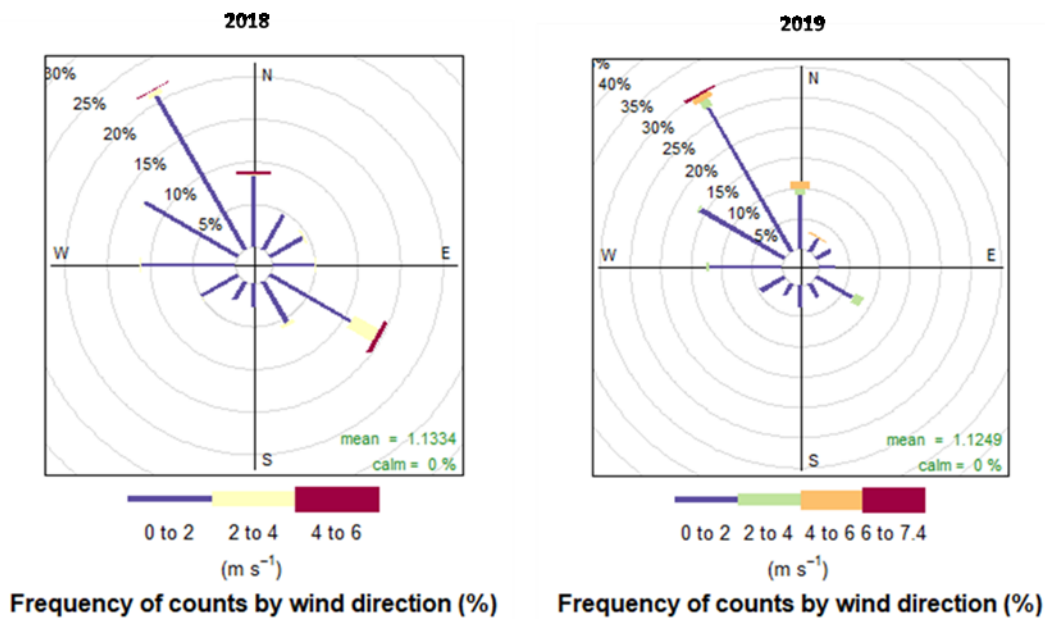 2018
N
30%
25%
20%
15%
10%
5%
W
E
S
mean = 1.1334
calm = 0 %
0 to 2 2 to 4 4 to 6
(m s⁻¹)
Frequency of counts by wind direction (%)
2019
N
%
40%
35%
30%
25%
20%
15%
10%
5%
W
E
S
mean = 1.1249
calm = 0 %
0 to 2 2 to 4 4 to 6 6 to 7.4
(m s⁻¹)
Frequency of counts by wind direction (%)